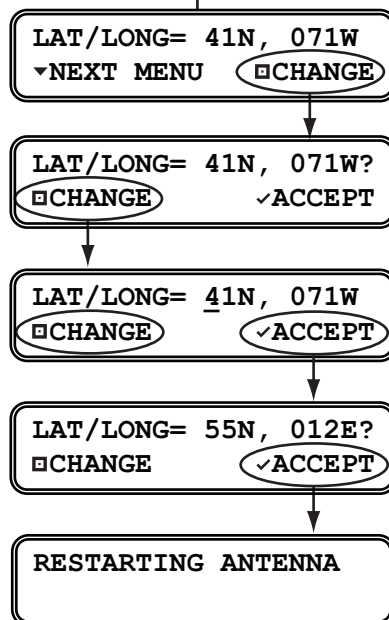 LAT/LONG= 41N, 071W
▾NEXT MENU ⊡CHANGE
LAT/LONG= 41N, 071W?
⊡CHANGE ✓ACCEPT
LAT/LONG= 41N, 071W
⊡CHANGE ✓ACCEPT
LAT/LONG= 55N, 012E?
⊡CHANGE ✓ACCEPT
RESTARTING ANTENNA